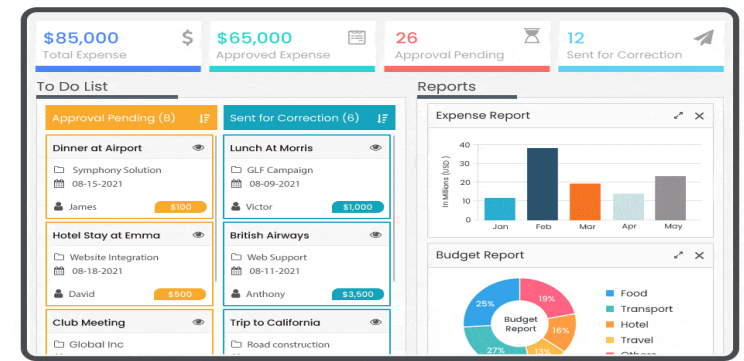 $85,000
Total Expense
$65,000
Approved Expense
26
Approval Pending
12
Sent for Correction
To Do List
Approval Pending (8)
Dinner at Airport
Symphony Solution
08-15-2021
James
$100
Hotel Stay at Emma
Website Integration
08-18-2021
David
$500
Club Meeting
Global Inc
Sent for Correction (6)
Lunch At Morris
GLF Campaign
08-09-2021
Victor
$1,000
British Airways
Web Support
08-11-2021
Anthony
$3,500
Trip to California
Road construction
Reports
Expense Report
In Millions (USD)
40
30
20
10
0
Jan
Feb
Mar
Apr
May
Budget Report
25%
19%
16%
13%
27%
Budget
Report
Food
Transport
Hotel
Travel
Others